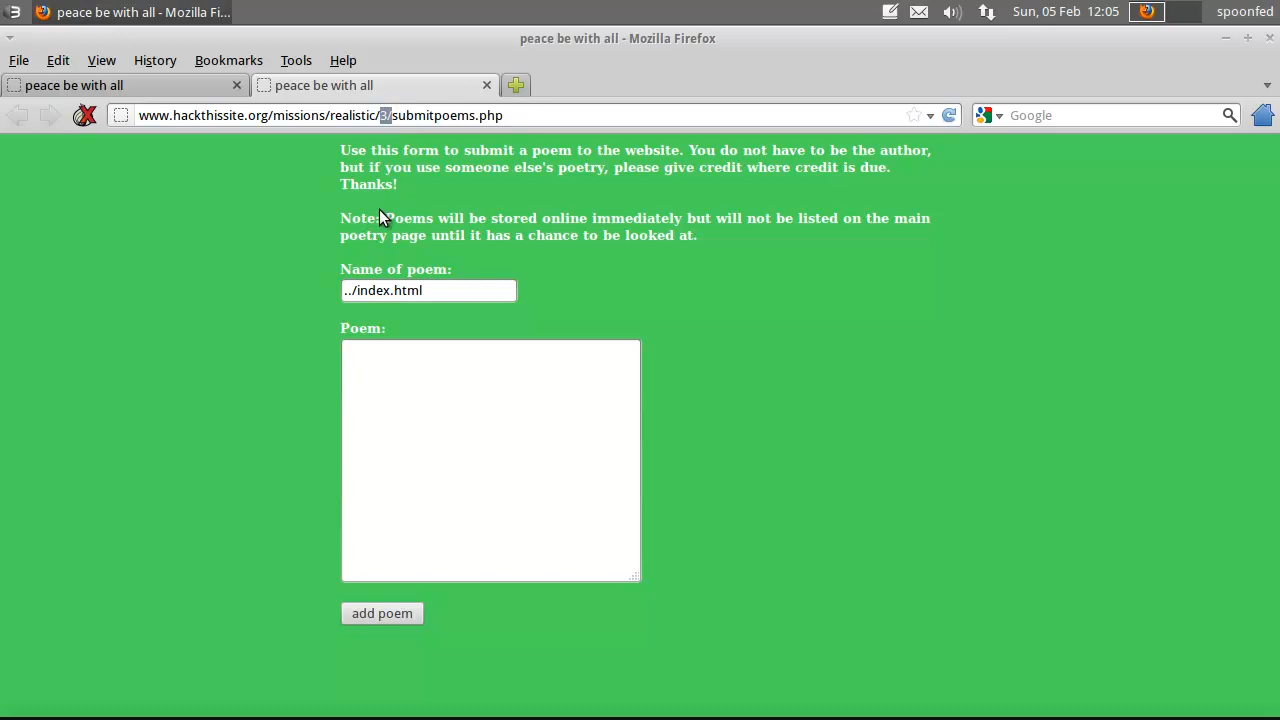 peace be with all - Mozilla Fi...
Sun, 05 Feb 12:05
spoonfed
peace be with all - Mozilla Firefox
File Edit View History Bookmarks Tools Help
peace be with all
peace be with all
www.hackthissite.org/missions/realistic/3/submitpoems.php
Google
Use this form to submit a poem to the website. You do not have to be the author,
but if you use someone else's poetry, please give credit where credit is due.
Thanks!
Note: Poems will be stored online immediately but will not be listed on the main
poetry page until it has a chance to be looked at.
Name of poem:
../index.html
Poem:
add poem